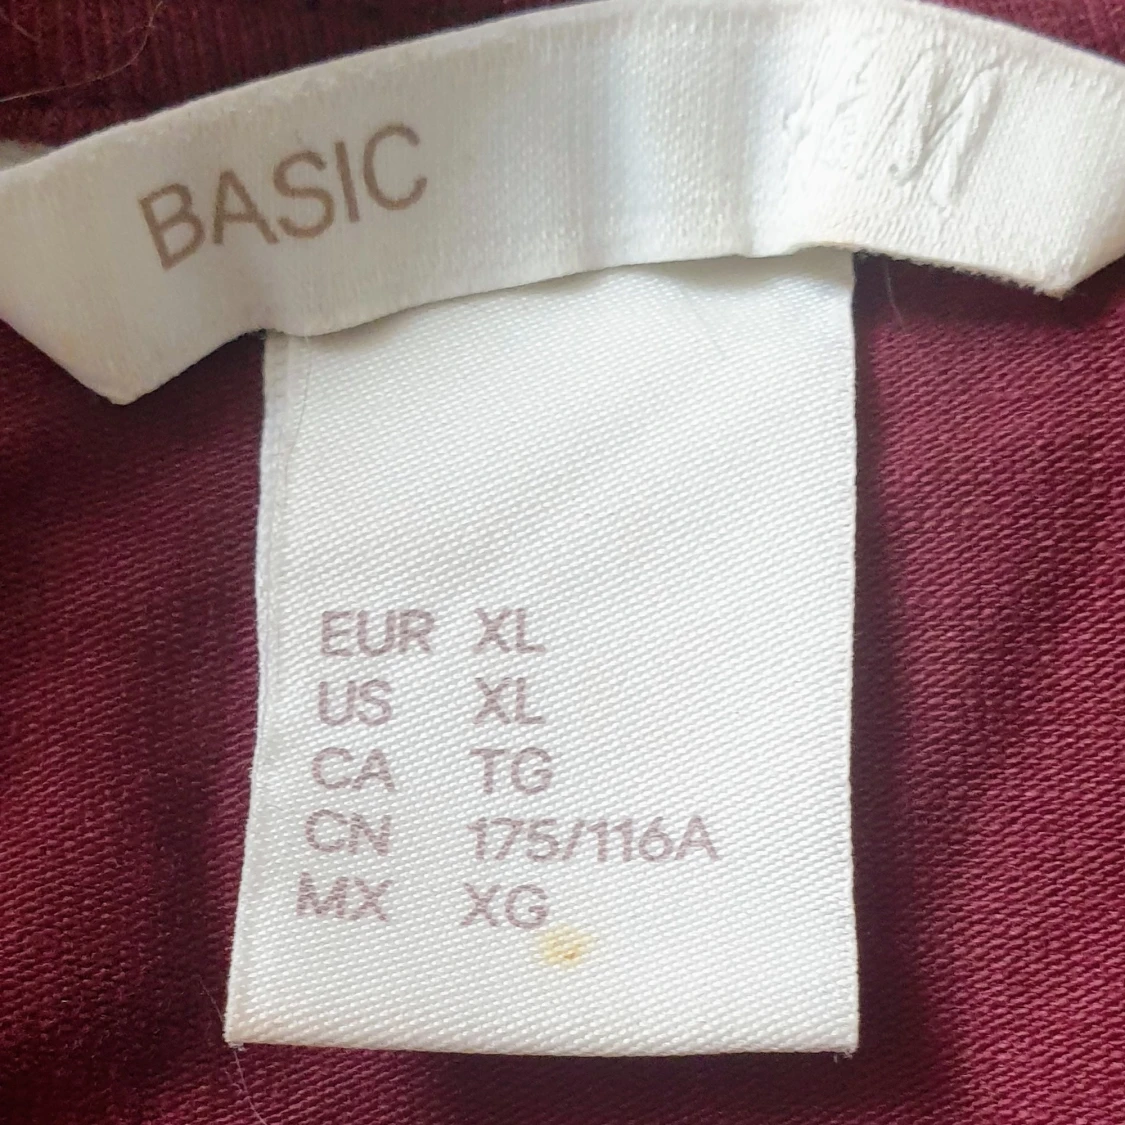 BASIC
EUR XL
US XL
CA TG
CN 175/116A
MX XG